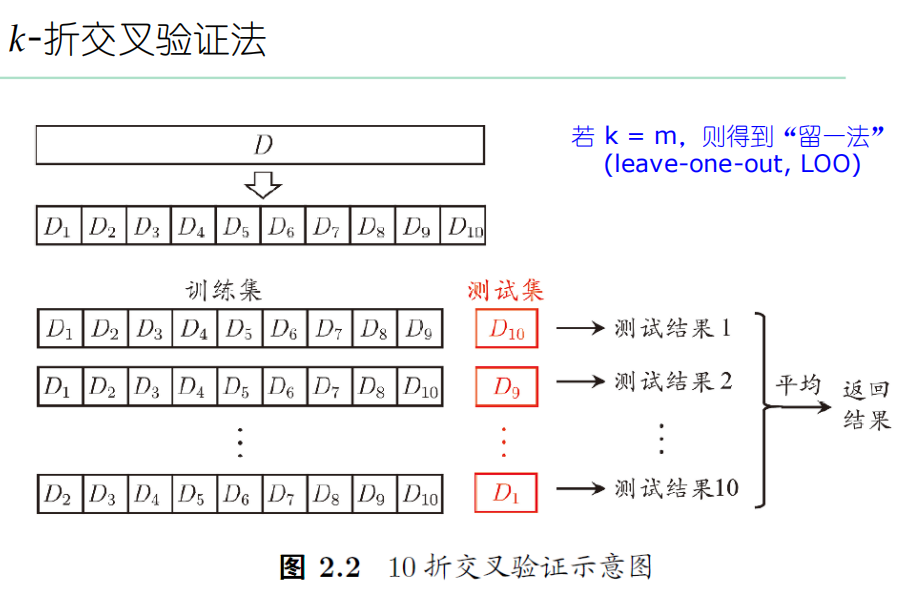 k-折交叉验证法
若 k = m，则得到“留一法”
(leave-one-out, LOO)
D
D₁ D₂ D₃ D₄ D₅ D₆ D₇ D₈ D₉ D₁₀
训练集 测试集
D₁ D₂ D₃ D₄ D₅ D₆ D₇ D₈ D₉ D₁₀ 测试结果 1
D₁ D₂ D₃ D₄ D₅ D₆ D₇ D₈ D₁₀ D₉ 测试结果 2
平均 返回
结果
D₂ D₃ D₄ D₅ D₆ D₇ D₈ D₉ D₁₀ D₁ 测试结果10
图 2.2 10 折交叉验证示意图